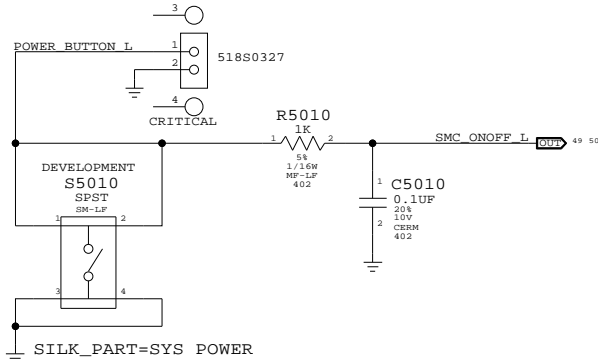 3
POWER_BUTTON_L
1
2
518S0327
4
CRITICAL
R5010
1K
1 2
5%
1/16W
MF-LF
402
SMC_ONOFF_L
OUT
49 50
DEVELOPMENT
S5010
SPST
SM-LF
1 2
3 4
1
C5010
0.1UF
20%
10V
CERM
402
2
SILK_PART=SYS POWER